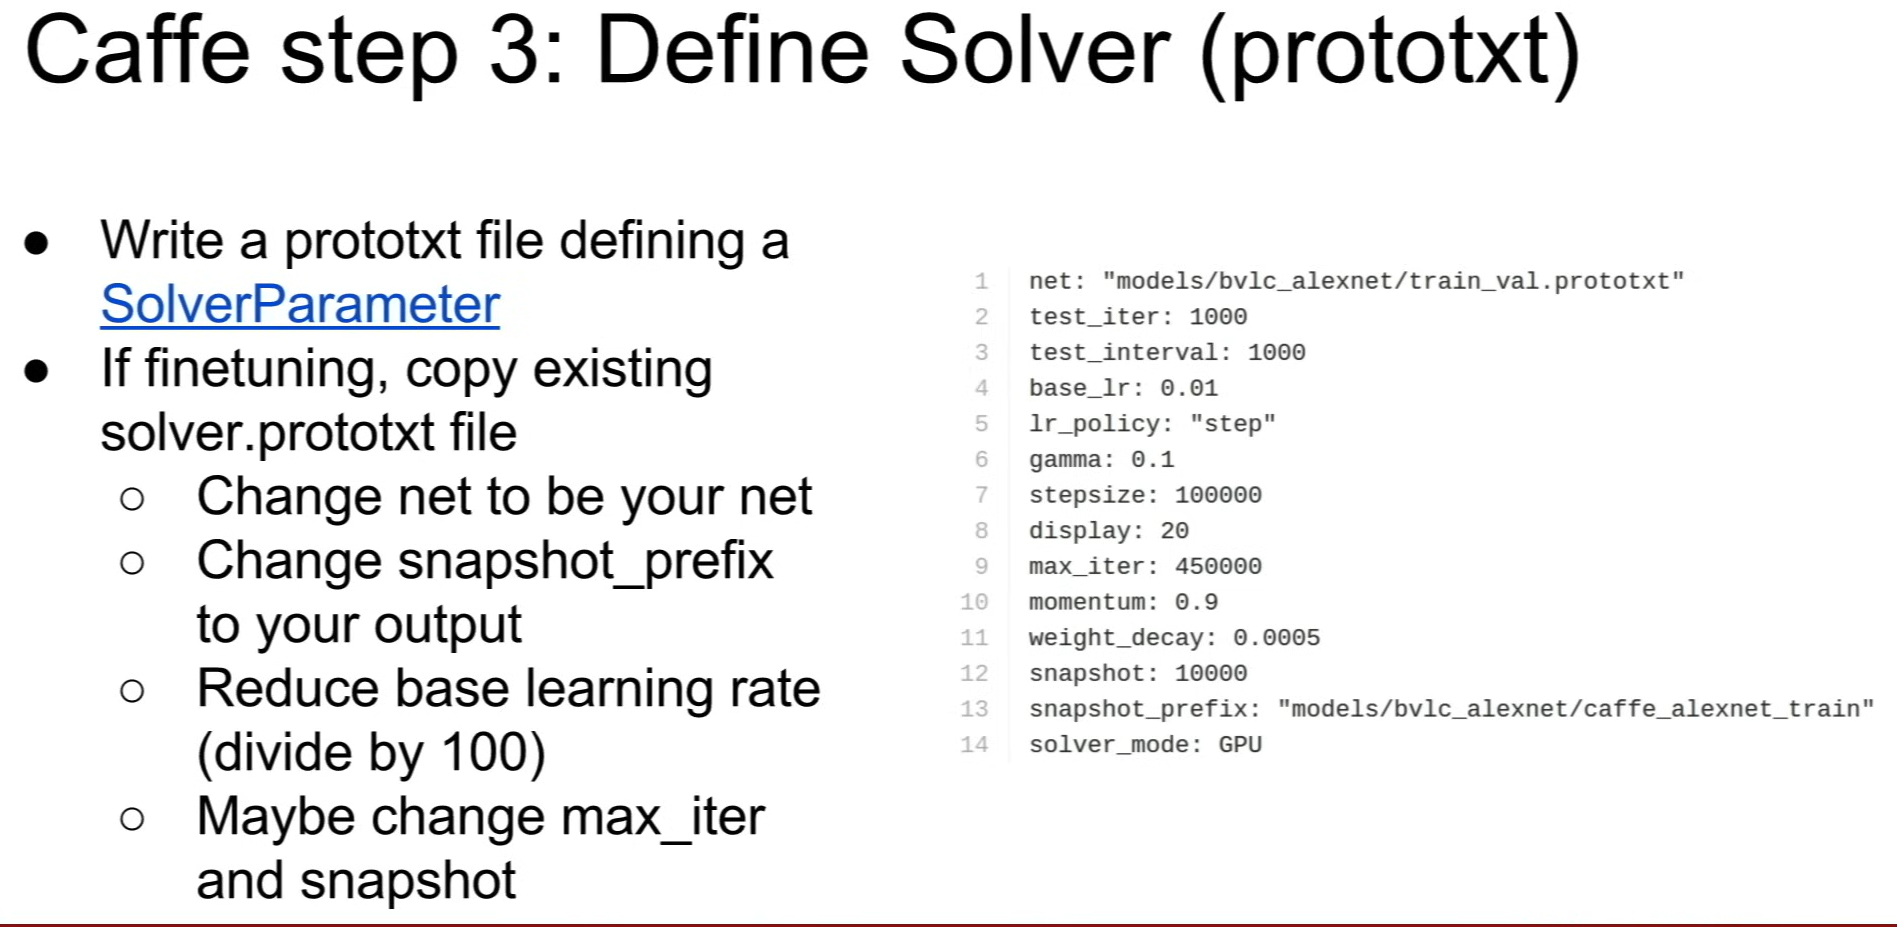 Caffe step 3: Define Solver (prototxt)
● Write a prototxt file defining a
SolverParameter
● If finetuning, copy existing
solver.prototxt file
○ Change net to be your net
○ Change snapshot_prefix
to your output
○ Reduce base learning rate
(divide by 100)
○ Maybe change max_iter
and snapshot
1 net: "models/bvlc_alexnet/train_val.prototxt"
2 test_iter: 1000
3 test_interval: 1000
4 base_lr: 0.01
5 lr_policy: "step"
6 gamma: 0.1
7 stepsize: 100000
8 display: 20
9 max_iter: 450000
10 momentum: 0.9
11 weight_decay: 0.0005
12 snapshot: 10000
13 snapshot_prefix: "models/bvlc_alexnet/caffe_alexnet_train"
14 solver_mode: GPU